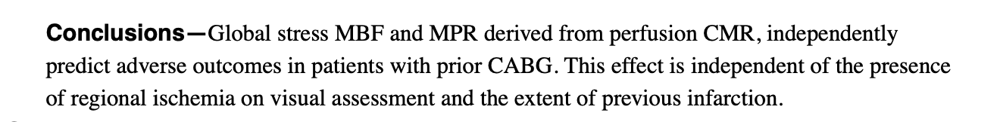 Conclusions—Global stress MBF and MPR derived from perfusion CMR, independently
predict adverse outcomes in patients with prior CABG. This effect is independent of the presence
of regional ischemia on visual assessment and the extent of previous infarction.